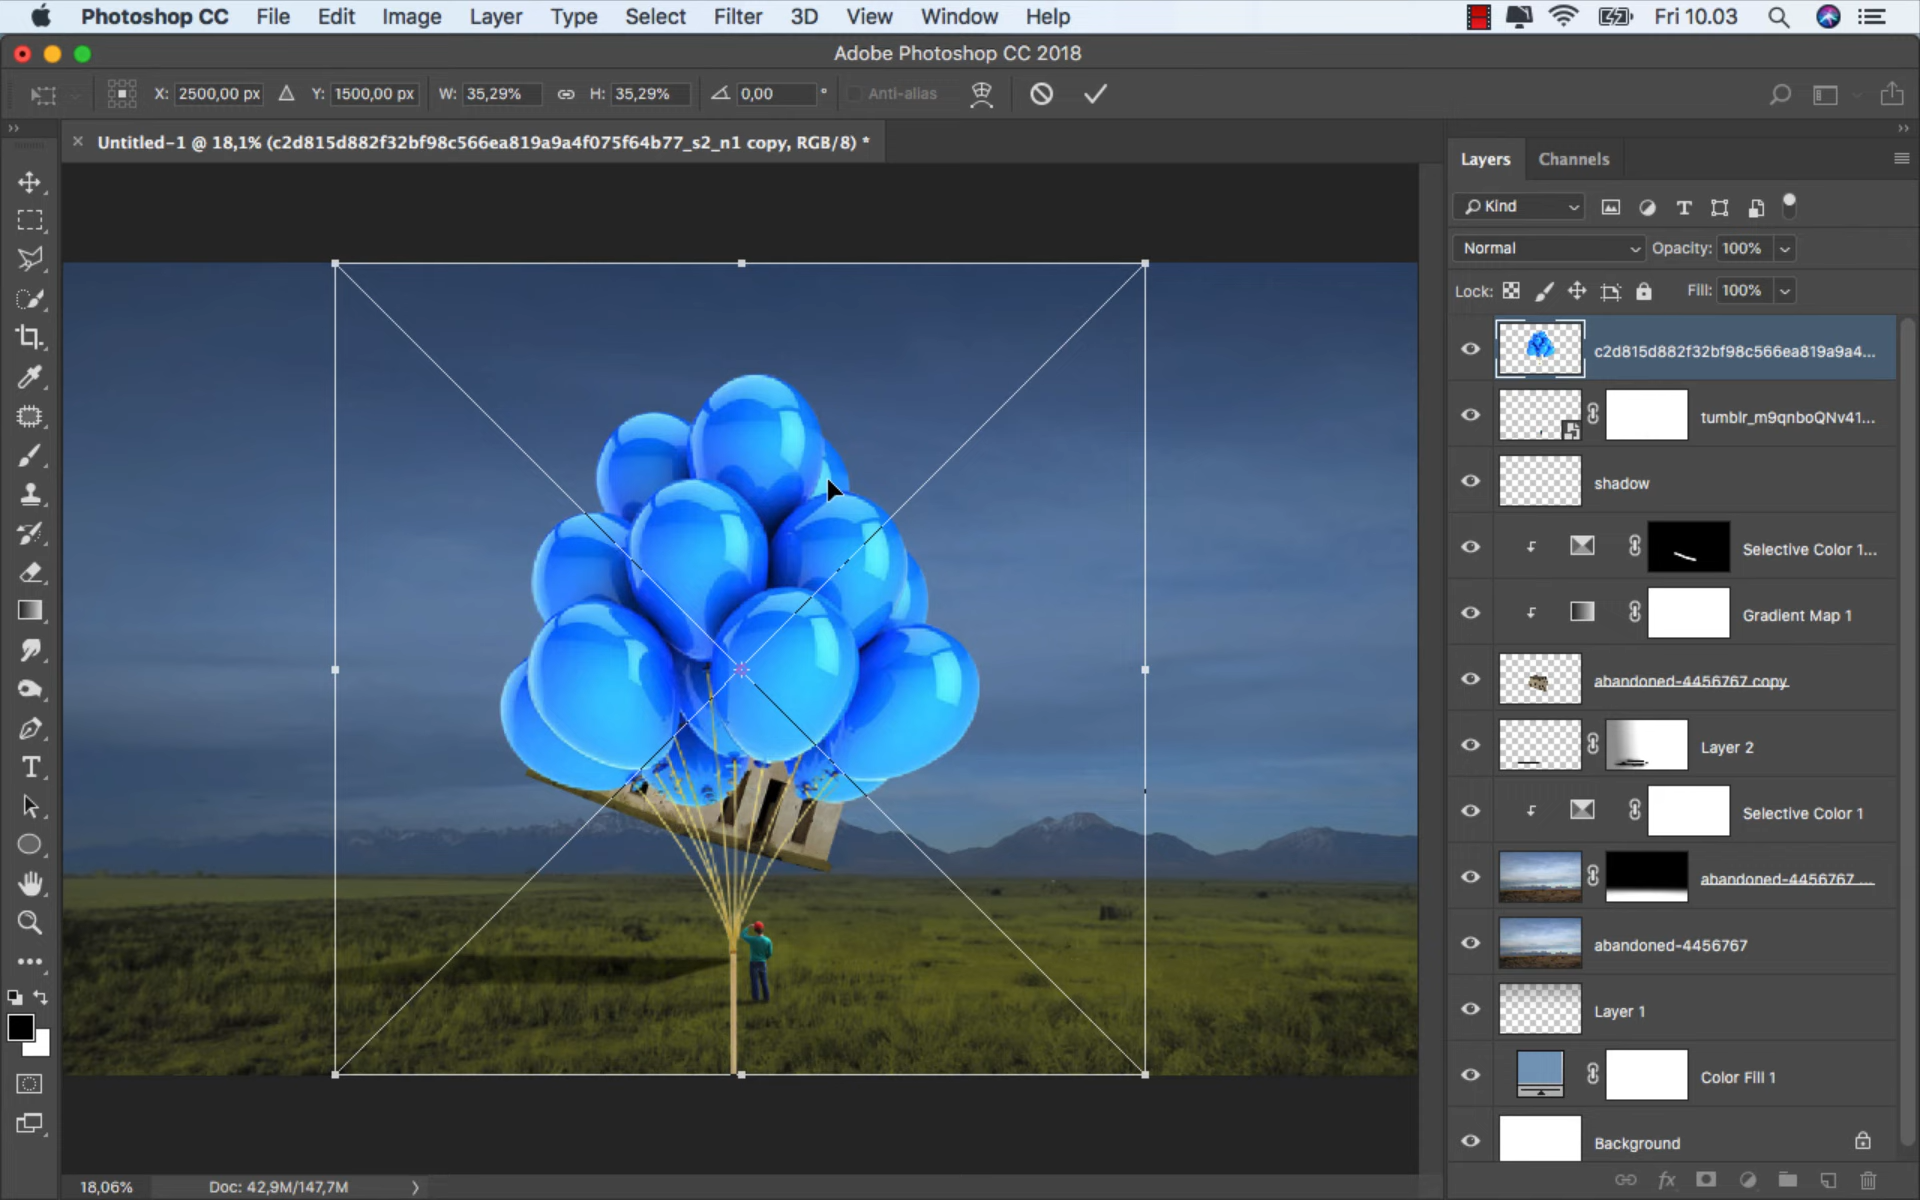 Photoshop CC File Edit Image Layer Type Select Filter 3D View Window Help Fri 10.03
Adobe Photoshop CC 2018
X: 2500,00 px Y: 1500,00 px W: 35,29% H: 35,29% 0,00 ° Anti-alias
Untitled-1 @ 18,1% (c2d815d882f32bf98c566ea819a9a4f075f64b77_s2_n1 copy, RGB/8) *
Layers Channels
Kind
Normal Opacity: 100%
Lock: Fill: 100%
c2d815d882f32bf98c566ea819a9a4...
tumblr_m9qnboQNv41...
shadow
Selective Color 1...
Gradient Map 1
abandoned-4456767 copy
Layer 2
Selective Color 1
abandoned-4456767 ...
abandoned-4456767
Layer 1
Color Fill 1
Background
18,06% Doc: 42,9M/147,7M